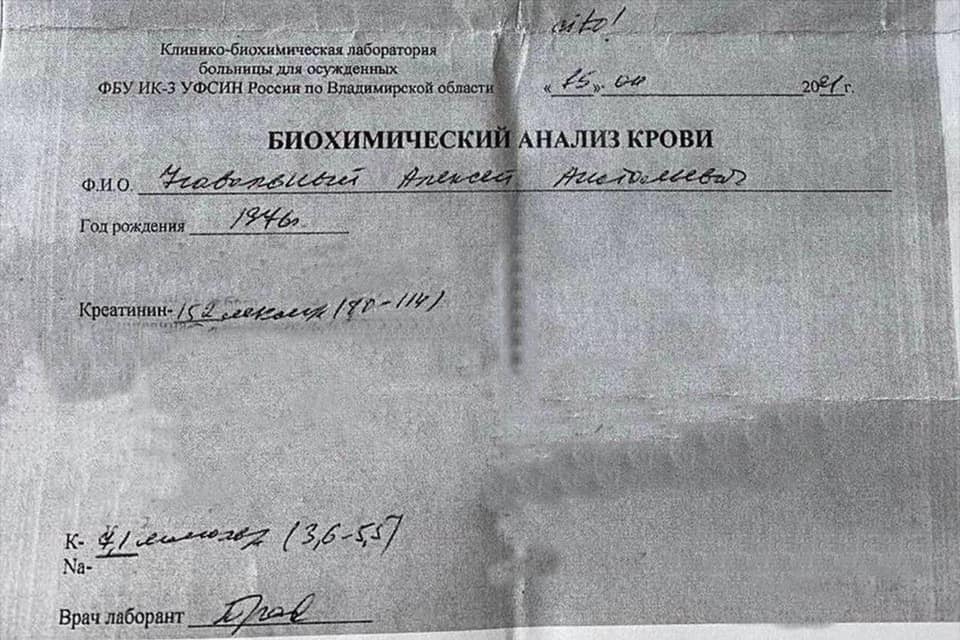 cito!
Клинико-биохимическая лаборатория
больницы для осужденных
ФБУ ИК-3 УФСИН России по Владимирской области
«15» 04 2021 г.
БИОХИМИЧЕСКИЙ АНАЛИЗ КРОВИ
Ф.И.О. Навальный Алексей Анатольевич
Год рождения 1976г.
Креатинин- 152 мкмоль (80-114)
К- 7,1 ммоль (3,6-5,5)
Na-
Врач лаборант